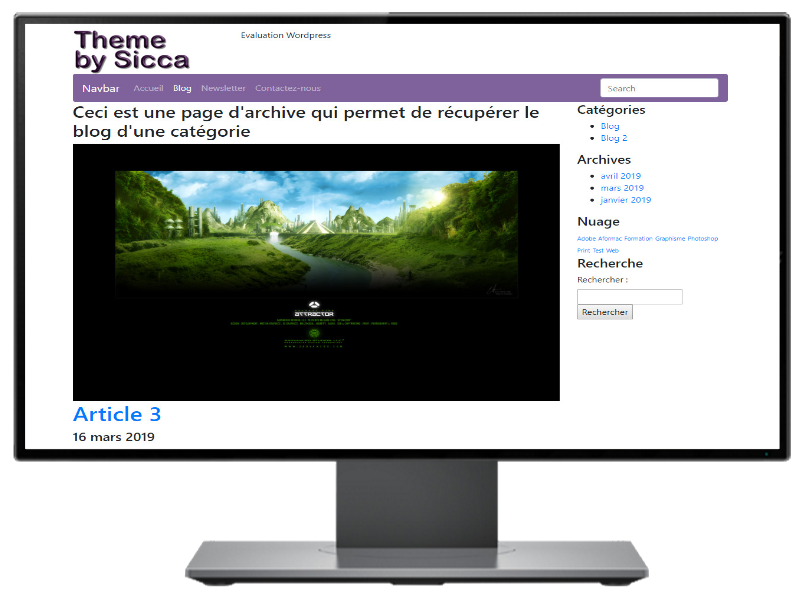 Theme
by Sicca
Evaluation Wordpress
Navbar Accueil Blog Newsletter Contactez-nous Search
Ceci est une page d'archive qui permet de récupérer le
blog d'une catégorie
ATTRACTOR
Article 3
16 mars 2019
Catégories
Blog
Blog 2
Archives
avril 2019
mars 2019
janvier 2019
Nuage
Adobe Aformac Formation Graphisme Photoshop
Print Test Web
Recherche
Rechercher :
Rechercher